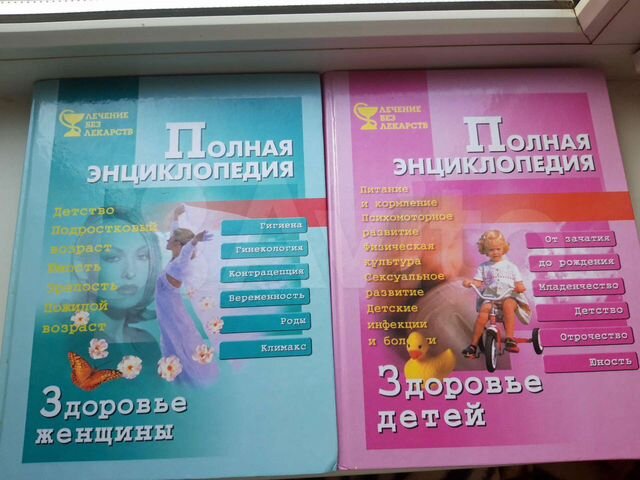 ЛЕЧЕНИЕ
БЕЗ
ЛЕКАРСТВ
ПОЛНАЯ
ЭНЦИКЛОПЕДИЯ
Детство
Подростковый
возраст
Юность
Зрелость
Пожилой
возраст
Гигиена
Гинекология
Контрацепция
Беременность
Роды
Климакс
Здоровье
женщины
ЛЕЧЕНИЕ
БЕЗ
ЛЕКАРСТВ
ПОЛНАЯ
ЭНЦИКЛОПЕДИЯ
Питание
и кормление
Психомоторное
развитие
Физическая
культура
Сексуальное
развитие
Детские
инфекции
и болезни
От зачатия
до рождения
Младенчество
Детство
Отрочество
Юность
Здоровье
детей
Avito